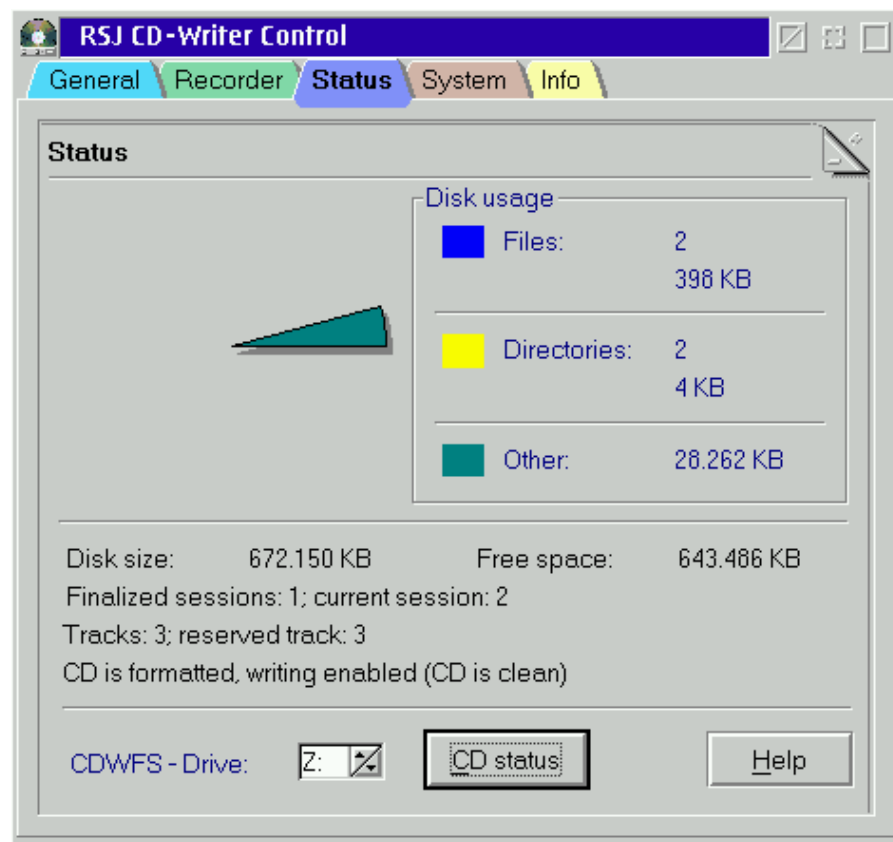 RSJ CD-Writer Control
General Recorder Status System Info
Status
Disk usage
Files: 2
398 KB
Directories: 2
4 KB
Other: 28.262 KB
Disk size: 672.150 KB Free space: 643.486 KB
Finalized sessions: 1; current session: 2
Tracks: 3; reserved track: 3
CD is formatted, writing enabled (CD is clean)
CDWFS - Drive: Z: CD status Help